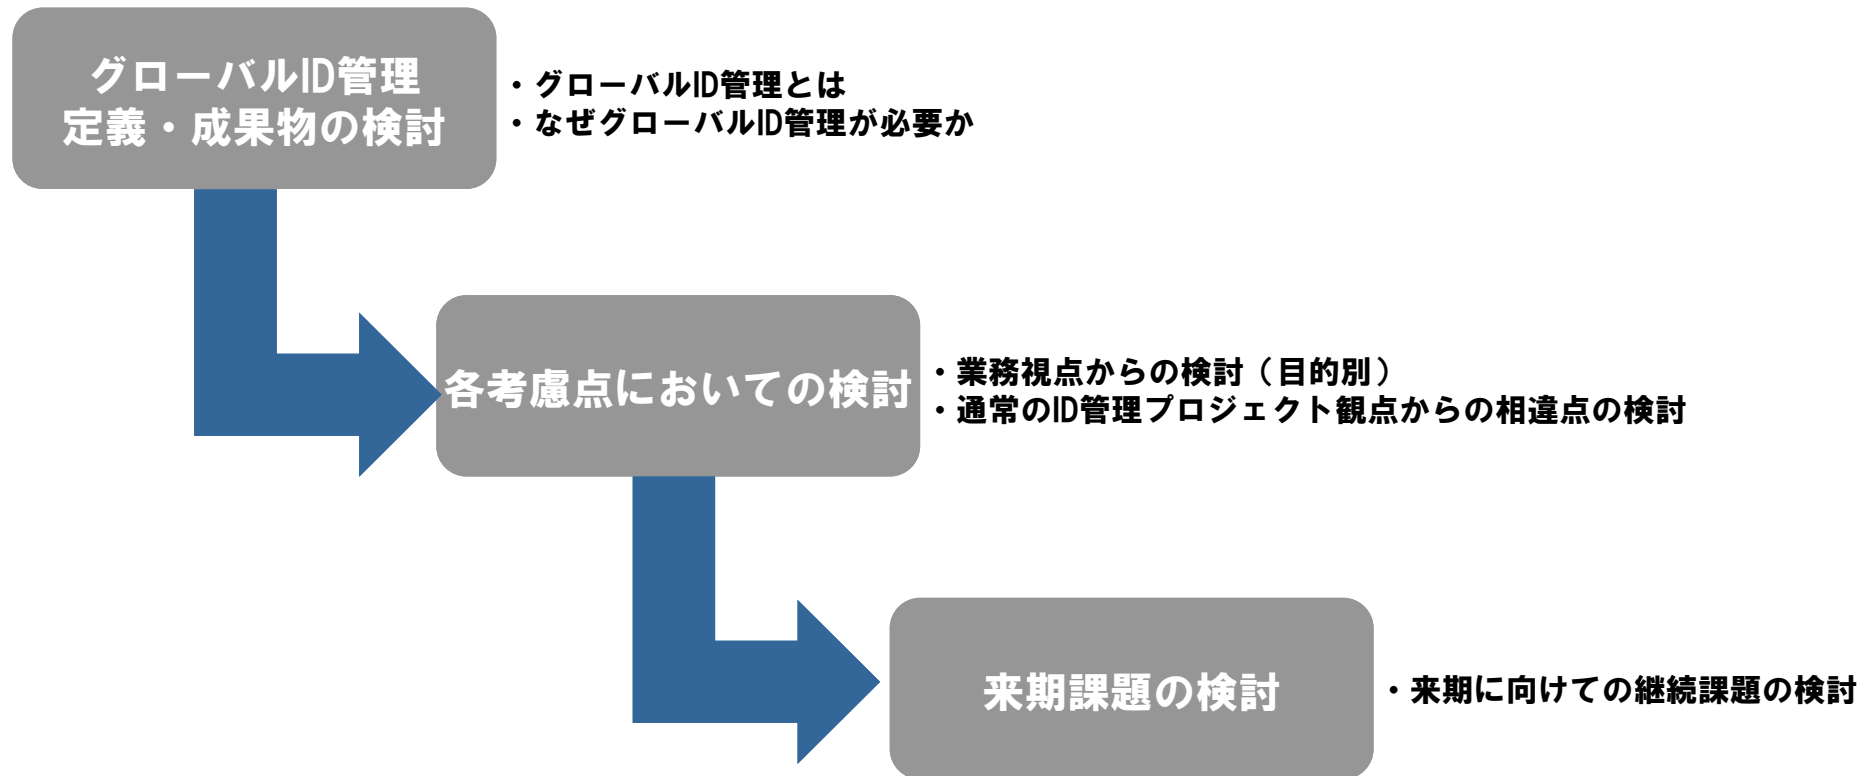 グローバルID管理
定義・成果物の検討
・グローバルID管理とは
・なぜグローバルID管理が必要か
各考慮点においての検討
・業務視点からの検討（目的別）
・通常のID管理プロジェクト観点からの相違点の検討
来期課題の検討
・来期に向けての継続課題の検討